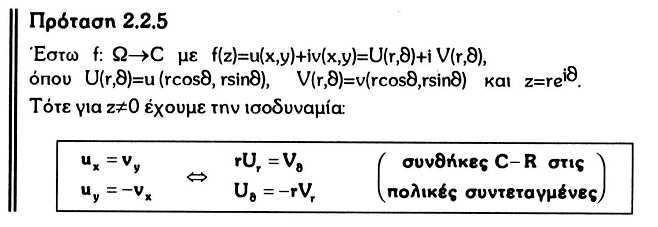 Πρόταση 2.2.5
Έστω f: Ω→C με f(z)=u(x,y)+iv(x,y)=U(r,θ)+i V(r,θ),
όπου U(r,θ)=u (rcosθ, rsinθ), V(r,θ)=v(rcosθ,rsinθ) και z=re^{iθ}.
Τότε για z≠0 έχουμε την ισοδυναμία:
u_x = v_y ⇔ rU_r = V_θ (συνθήκες C–R στις
u_y = –v_x U_θ = –rV_r πολικές συντεταγμένες)